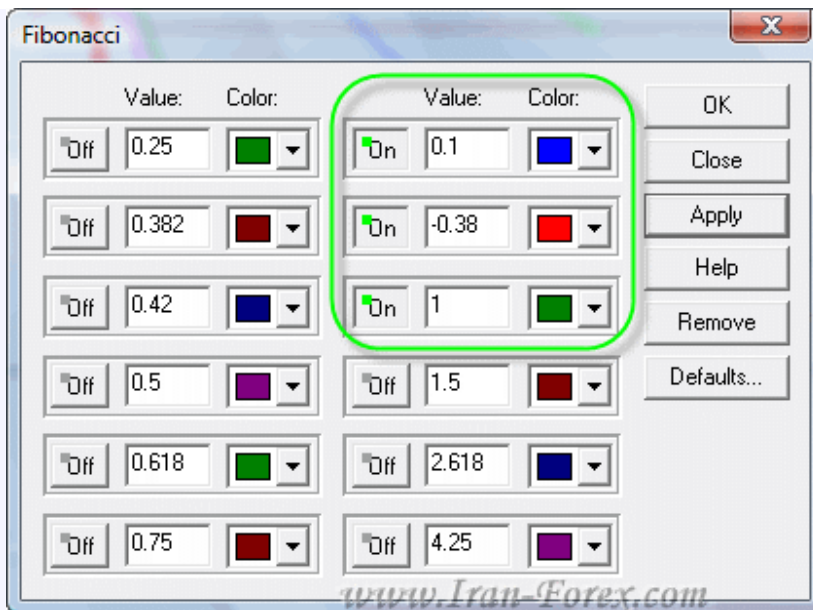 Fibonacci
Value: Color: Value: Color: OK
Off 0.25 On 0.1 Close
Off 0.382 On -0.38 Apply
Off 0.42 On 1 Help
Remove
Off 0.5 Off 1.5 Defaults...
Off 0.618 Off 2.618
Off 0.75 Off 4.25
www.Iran-Forex.com